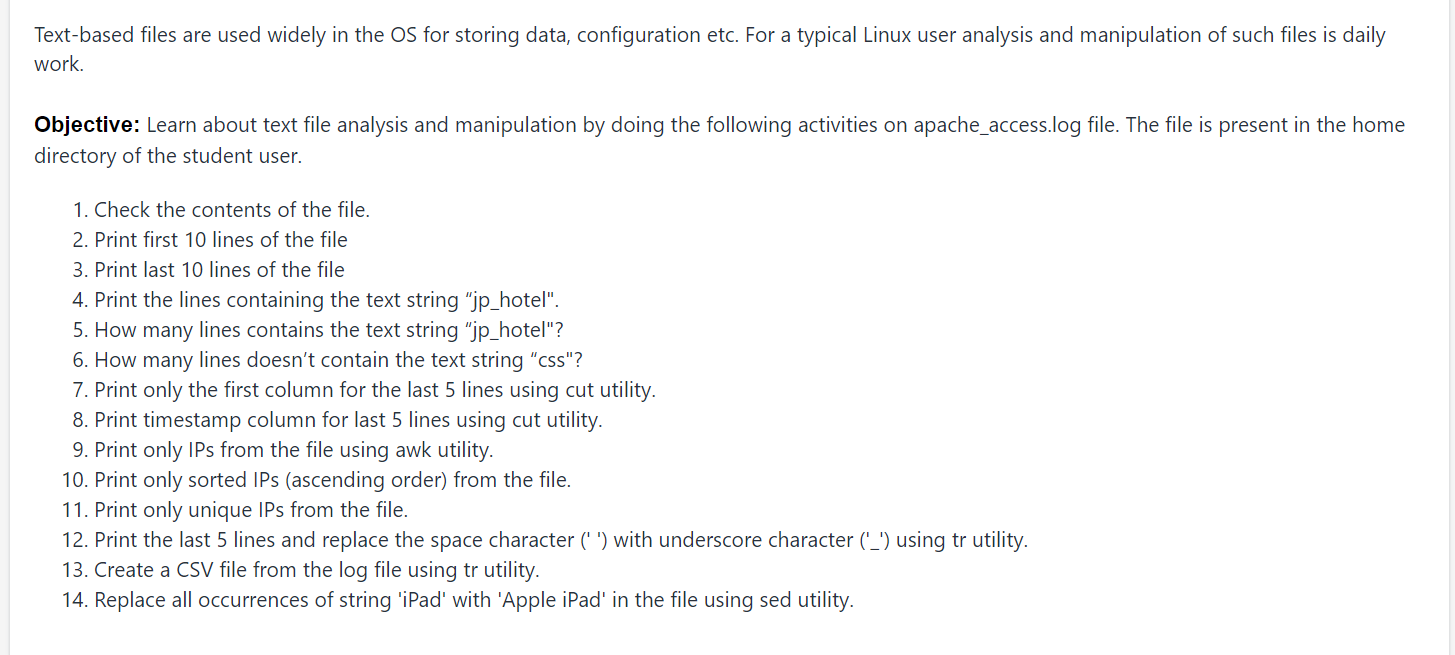 Text-based files are used widely in the OS for storing data, configuration etc. For a typical Linux user analysis and manipulation of such files is daily
work.
Objective: Learn about text file analysis and manipulation by doing the following activities on apache_access.log file. The file is present in the home
directory of the student user.
1. Check the contents of the file.
2. Print first 10 lines of the file
3. Print last 10 lines of the file
4. Print the lines containing the text string “jp_hotel".
5. How many lines contains the text string “jp_hotel"?
6. How many lines doesn’t contain the text string “css"?
7. Print only the first column for the last 5 lines using cut utility.
8. Print timestamp column for last 5 lines using cut utility.
9. Print only IPs from the file using awk utility.
10. Print only sorted IPs (ascending order) from the file.
11. Print only unique IPs from the file.
12. Print the last 5 lines and replace the space character (' ') with underscore character ('_') using tr utility.
13. Create a CSV file from the log file using tr utility.
14. Replace all occurrences of string 'iPad' with 'Apple iPad' in the file using sed utility.